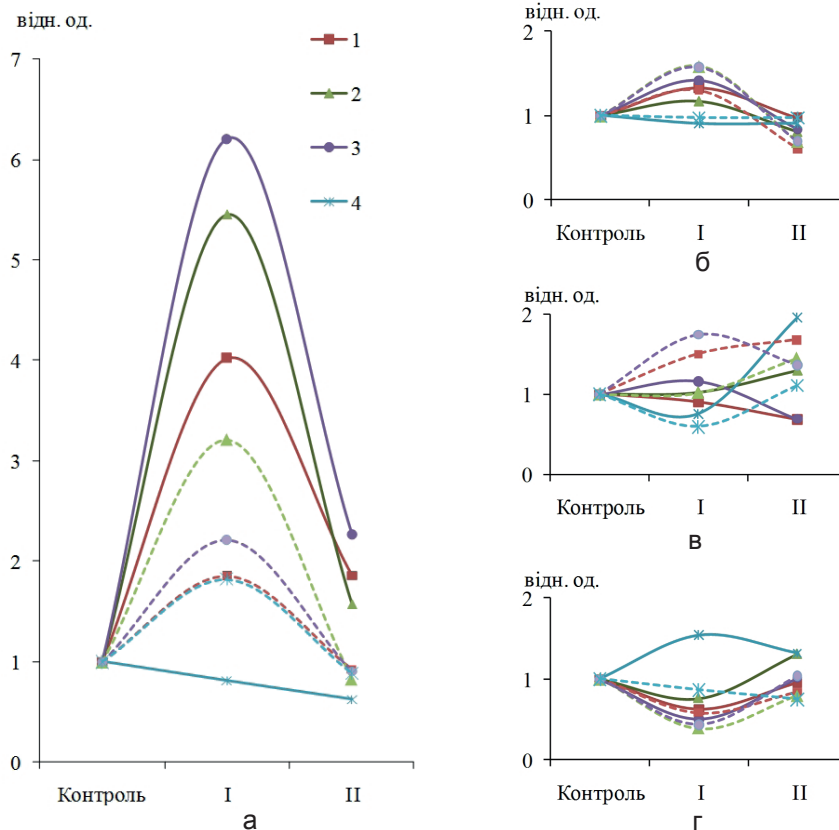 відн. од.
7
6
5
4
3
2
1
0
Контроль I II
а
1
2
3
4
відн. од.
2
1
0
Контроль I II
б
відн. од.
2
1
0
Контроль I II
в
відн. од.
2
1
0
Контроль I II
г